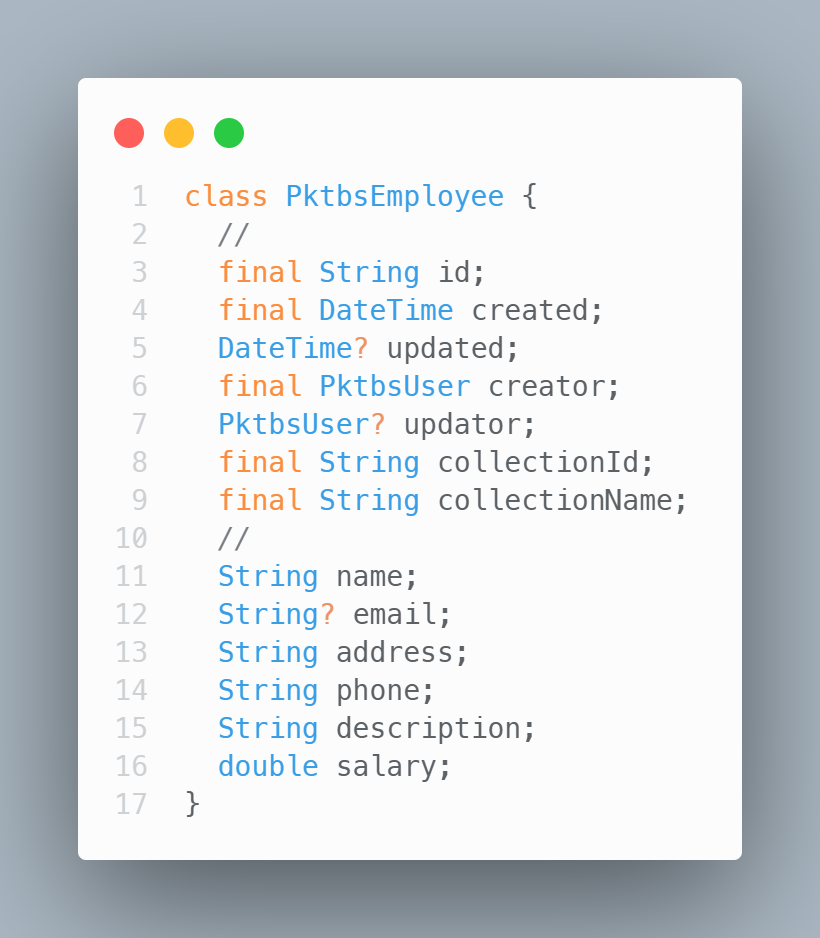 1 class PktbsEmployee {
2 //
3 final String id;
4 final DateTime created;
5 DateTime? updated;
6 final PktbsUser creator;
7 PktbsUser? updator;
8 final String collectionId;
9 final String collectionName;
10 //
11 String name;
12 String? email;
13 String address;
14 String phone;
15 String description;
16 double salary;
17 }